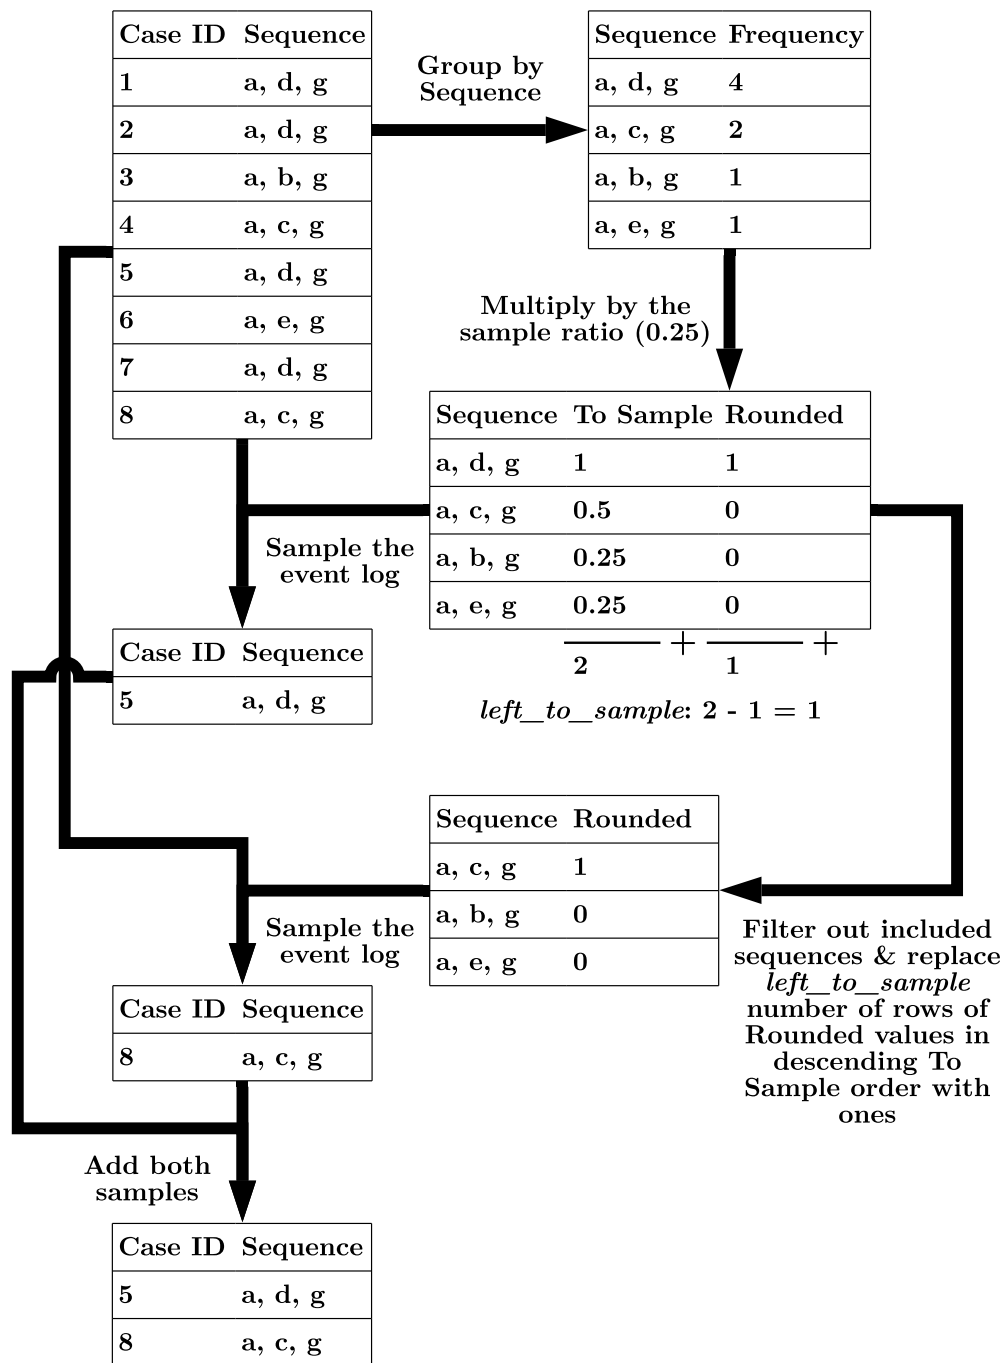 Case ID Sequence
1 a, d, g
2 a, d, g
3 a, b, g
4 a, c, g
5 a, d, g
6 a, e, g
7 a, d, g
8 a, c, g
Group by
Sequence
Sequence Frequency
a, d, g 4
a, c, g 2
a, b, g 1
a, e, g 1
Multiply by the
sample ratio (0.25)
Sequence To Sample Rounded
a, d, g 1 1
a, c, g 0.5 0
a, b, g 0.25 0
a, e, g 0.25 0
+ +
2 1
left_to_sample: 2 - 1 = 1
Sample the
event log
Case ID Sequence
5 a, d, g
Sequence Rounded
a, c, g 1
a, b, g 0
a, e, g 0
Filter out included
sequences & replace
left_to_sample
number of rows of
Rounded values in
descending To
Sample order with
ones
Sample the
event log
Case ID Sequence
8 a, c, g
Add both
samples
Case ID Sequence
5 a, d, g
8 a, c, g